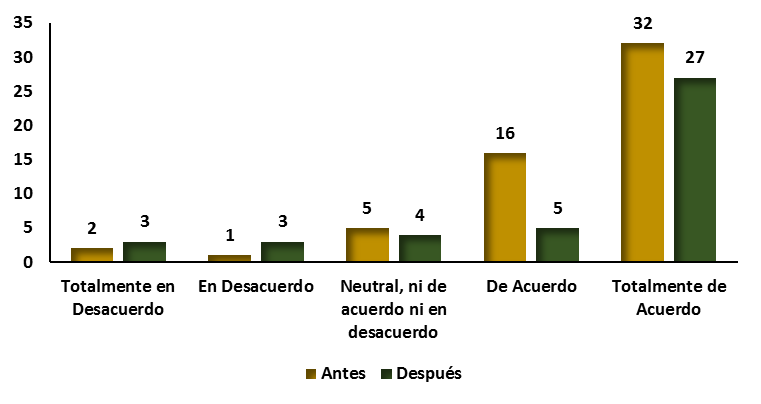 35
30
25
20
15
10
5
0
2
3
1
3
5
4
16
5
32
27
Totalmente en
Desacuerdo
En Desacuerdo
Neutral, ni de
acuerdo ni en
desacuerdo
De Acuerdo
Totalmente de
Acuerdo
Antes
Después